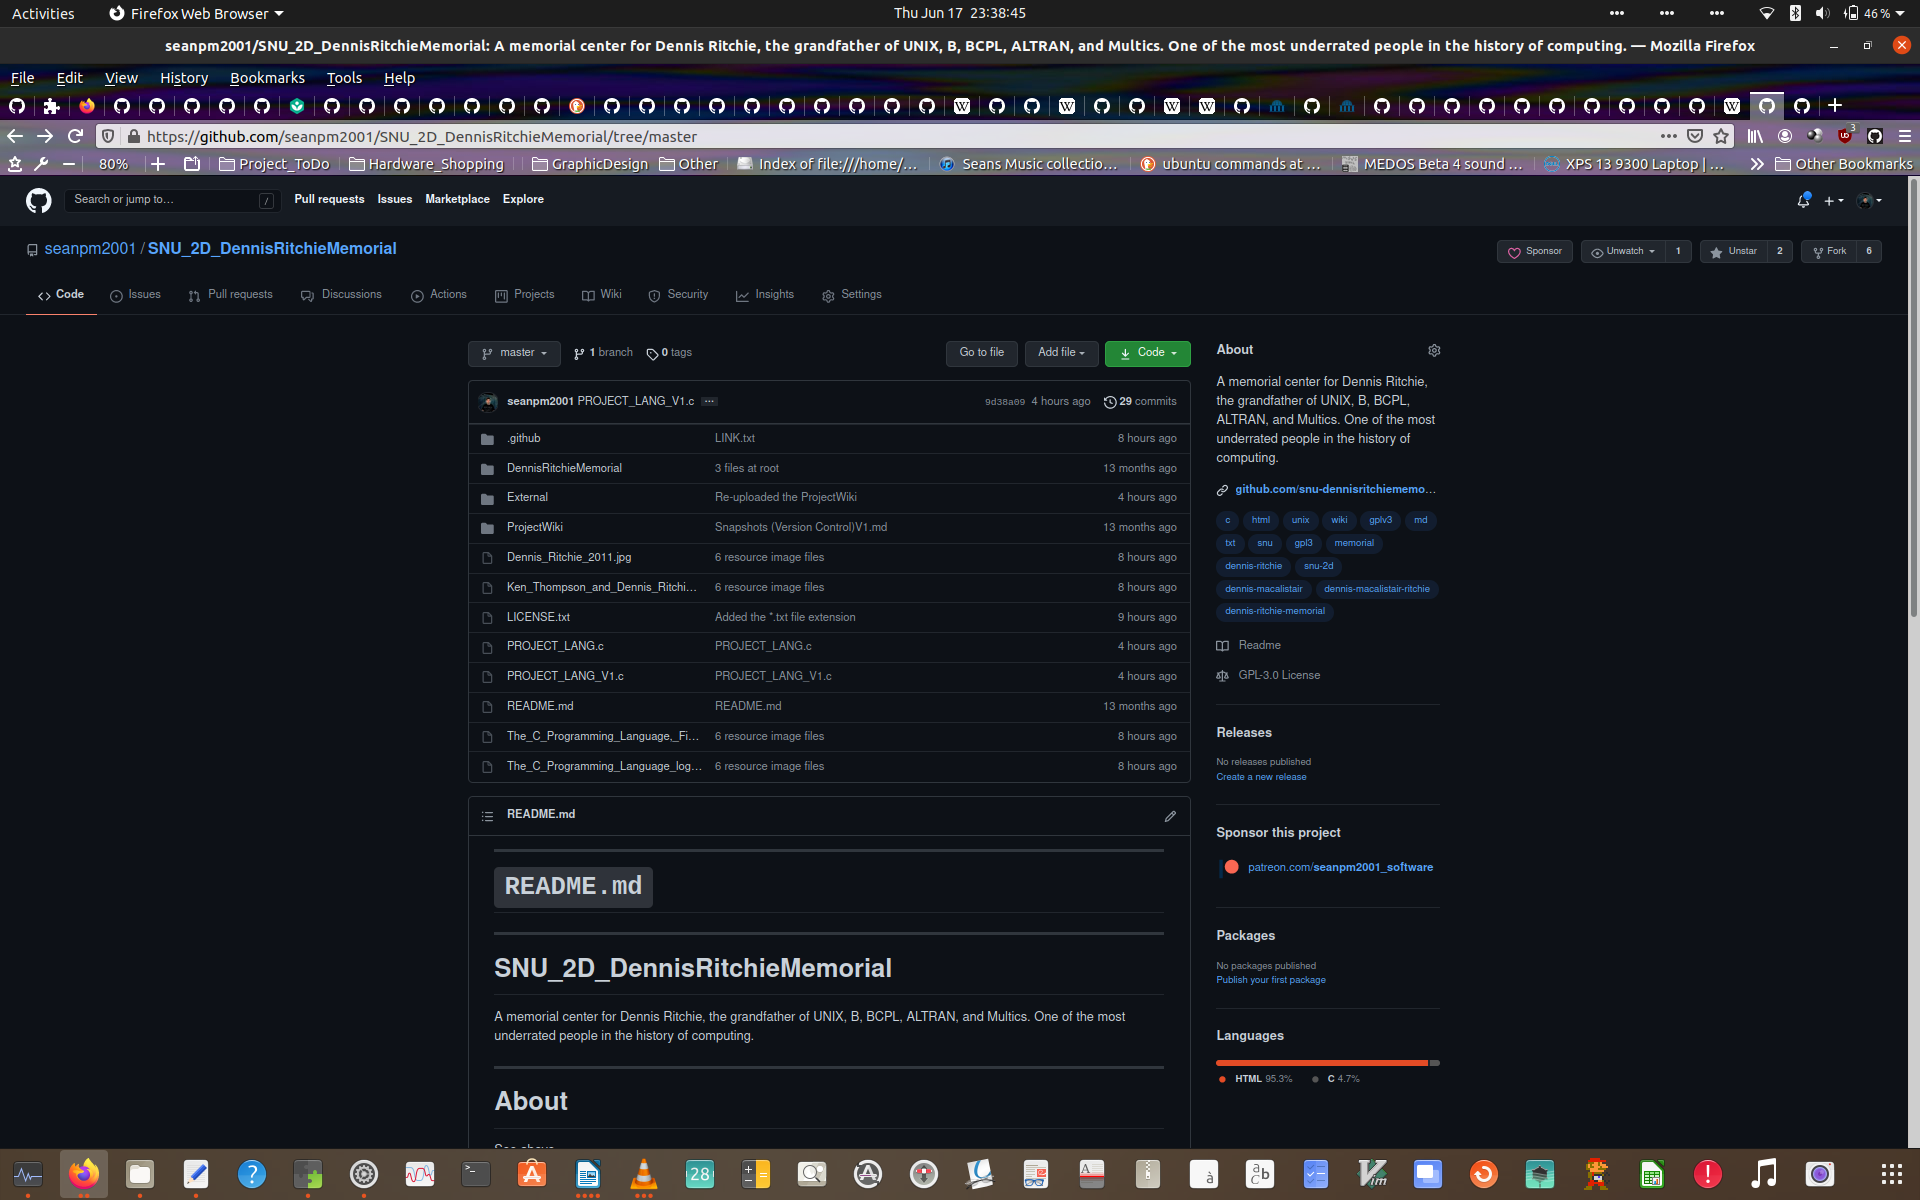 Activities
Firefox Web Browser
Thu Jun 17 23:38:45
46 %
seanpm2001/SNU_2D_DennisRitchieMemorial: A memorial center for Dennis Ritchie, the grandfather of UNIX, B, BCPL, ALTRAN, and Multics. One of the most underrated people in the history of computing. — Mozilla Firefox
File Edit View History Bookmarks Tools Help
https://github.com/seanpm2001/SNU_2D_DennisRitchieMemorial/tree/master
3
80%
Project_ToDo
Hardware_Shopping
GraphicDesign
Other
Index of file:///home/…
Seans Music collectio…
ubuntu commands at …
MEDOS Beta 4 sound …
XPS 13 9300 Laptop | …
Other Bookmarks
Search or jump to…
/
Pull requests Issues Marketplace Explore
seanpm2001 / SNU_2D_DennisRitchieMemorial
Sponsor
Unwatch 1
Unstar 2
Fork 6
Code Issues Pull requests Discussions Actions Projects Wiki Security Insights Settings
master
1 branch
0 tags
Go to file
Add file
Code
seanpm2001 PROJECT_LANG_V1.c ···
9d38a09 4 hours ago
29 commits
.github LINK.txt 8 hours ago
DennisRitchieMemorial 3 files at root 13 months ago
External Re-uploaded the ProjectWiki 4 hours ago
ProjectWiki Snapshots (Version Control)V1.md 13 months ago
Dennis_Ritchie_2011.jpg 6 resource image files 8 hours ago
Ken_Thompson_and_Dennis_Ritchi… 6 resource image files 8 hours ago
LICENSE.txt Added the *.txt file extension 9 hours ago
PROJECT_LANG.c PROJECT_LANG.c 4 hours ago
PROJECT_LANG_V1.c PROJECT_LANG_V1.c 4 hours ago
README.md README.md 13 months ago
The_C_Programming_Language,_Fi… 6 resource image files 8 hours ago
The_C_Programming_Language_log… 6 resource image files 8 hours ago
README.md
README.md
SNU_2D_DennisRitchieMemorial
A memorial center for Dennis Ritchie, the grandfather of UNIX, B, BCPL, ALTRAN, and Multics. One of the most
underrated people in the history of computing.
About
About
A memorial center for Dennis Ritchie,
the grandfather of UNIX, B, BCPL,
ALTRAN, and Multics. One of the most
underrated people in the history of
computing.
github.com/snu-dennisritchiememo…
c html unix wiki gplv3 md
txt snu gpl3 memorial
dennis-ritchie snu-2d
dennis-macalistair dennis-macalistair-ritchie
dennis-ritchie-memorial
Readme
GPL-3.0 License
Releases
No releases published
Create a new release
Sponsor this project
patreon.com/seanpm2001_software
Packages
No packages published
Publish your first package
Languages
HTML 95.3% C 4.7%
28
Vim